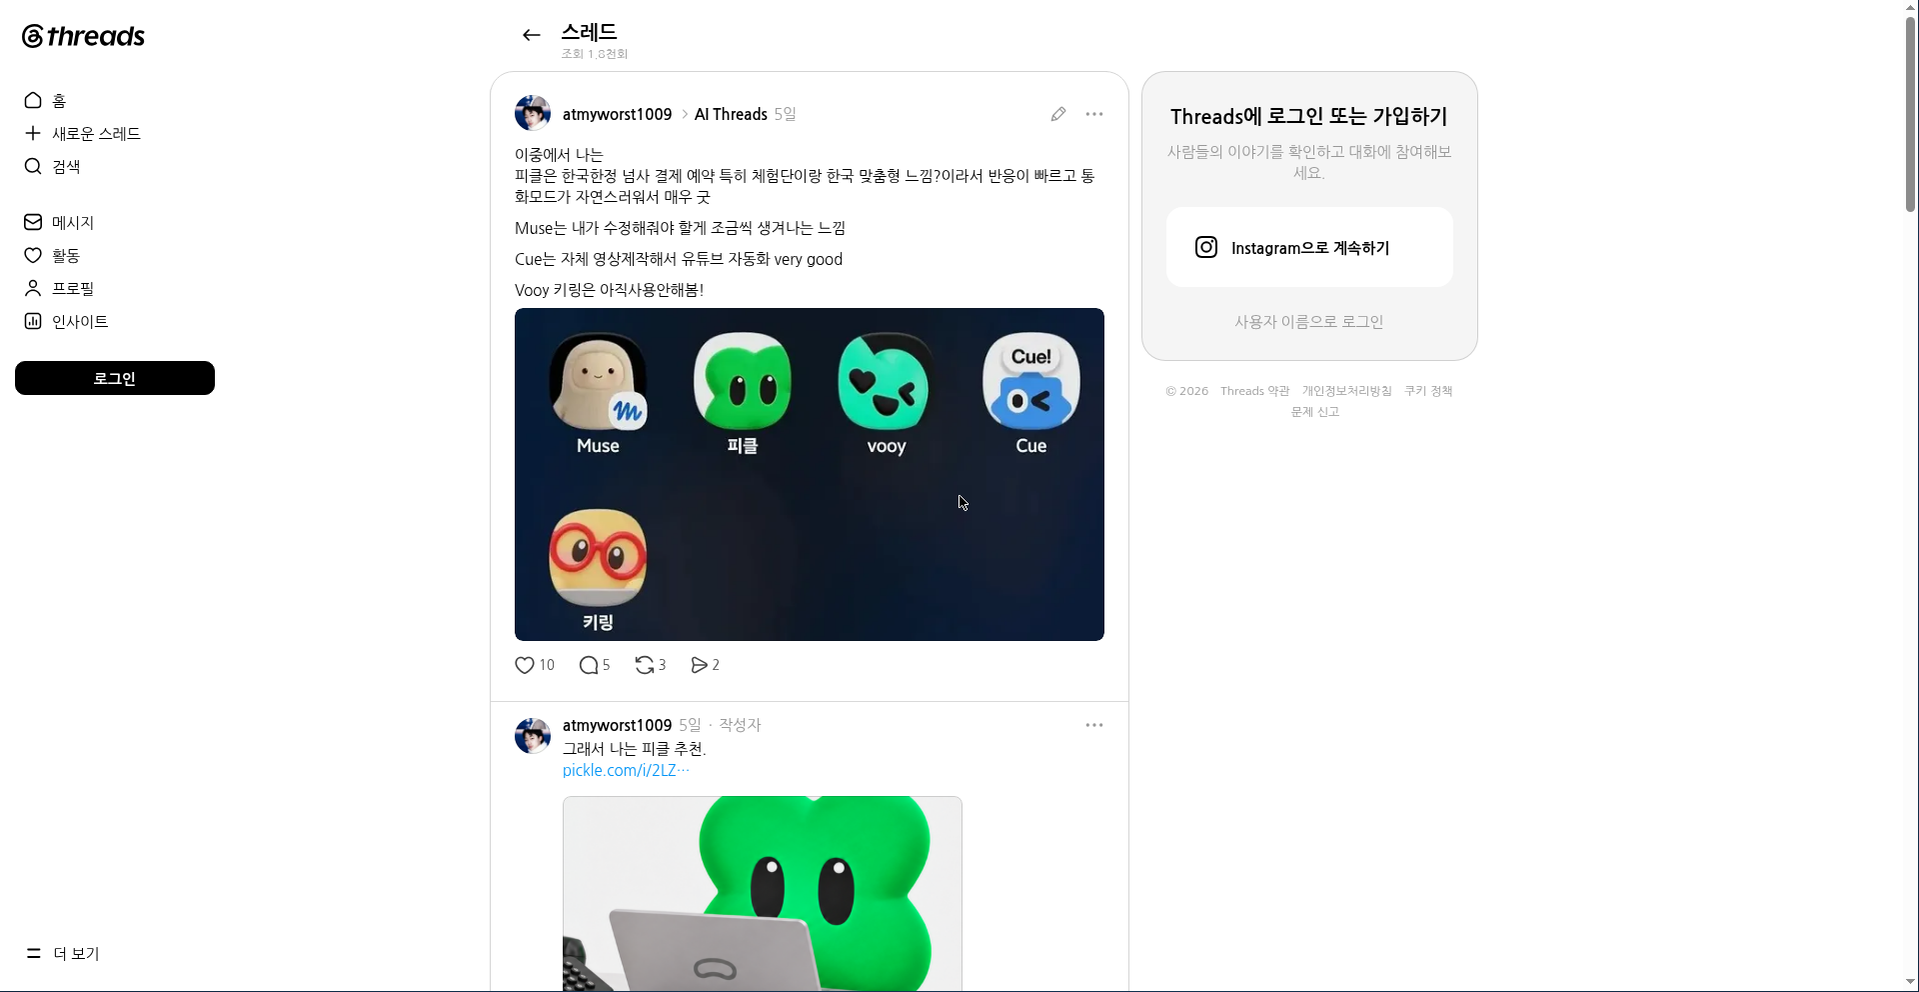 threads
홈
새로운 스레드
검색
메시지
활동
프로필
인사이트
로그인
더 보기
스레드
조회 1.8천회
atmyworst1009 > AI Threads 5일
이중에서 나는
피클은 한국한정 넘사 결제 예약 특히 체험단이랑 한국 맞춤형 느낌?이라서 반응이 빠르고 통
화모드가 자연스러워서 매우 굿
Muse는 내가 수정해줘야 할게 조금씩 생겨나는 느낌
Cue는 자체 영상제작해서 유튜브 자동화 very good
Vooy 키링은 아직사용안해봄!
Cue!
Muse
피클
vooy
Cue
키링
10
5
3
2
atmyworst1009 5일 · 작성자
그래서 나는 피클 추천.
pickle.com/i/2LZ…
Threads에 로그인 또는 가입하기
사람들의 이야기를 확인하고 대화에 참여해보
세요.
Instagram으로 계속하기
사용자 이름으로 로그인
© 2026 Threads 약관 개인정보처리방침 쿠키 정책
문제 신고